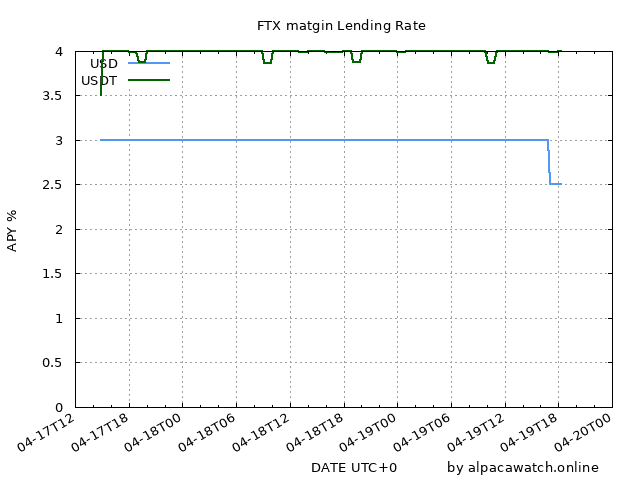 FTX matgin Lending Rate
USD
USDT
4
3.5
3
2.5
2
1.5
1
0.5
0
APY %
04-17T12
04-17T18
04-18T00
04-18T06
04-18T12
04-18T18
04-19T00
04-19T06
04-19T12
04-19T18
04-20T00
DATE UTC+0
by alpacawatch.online